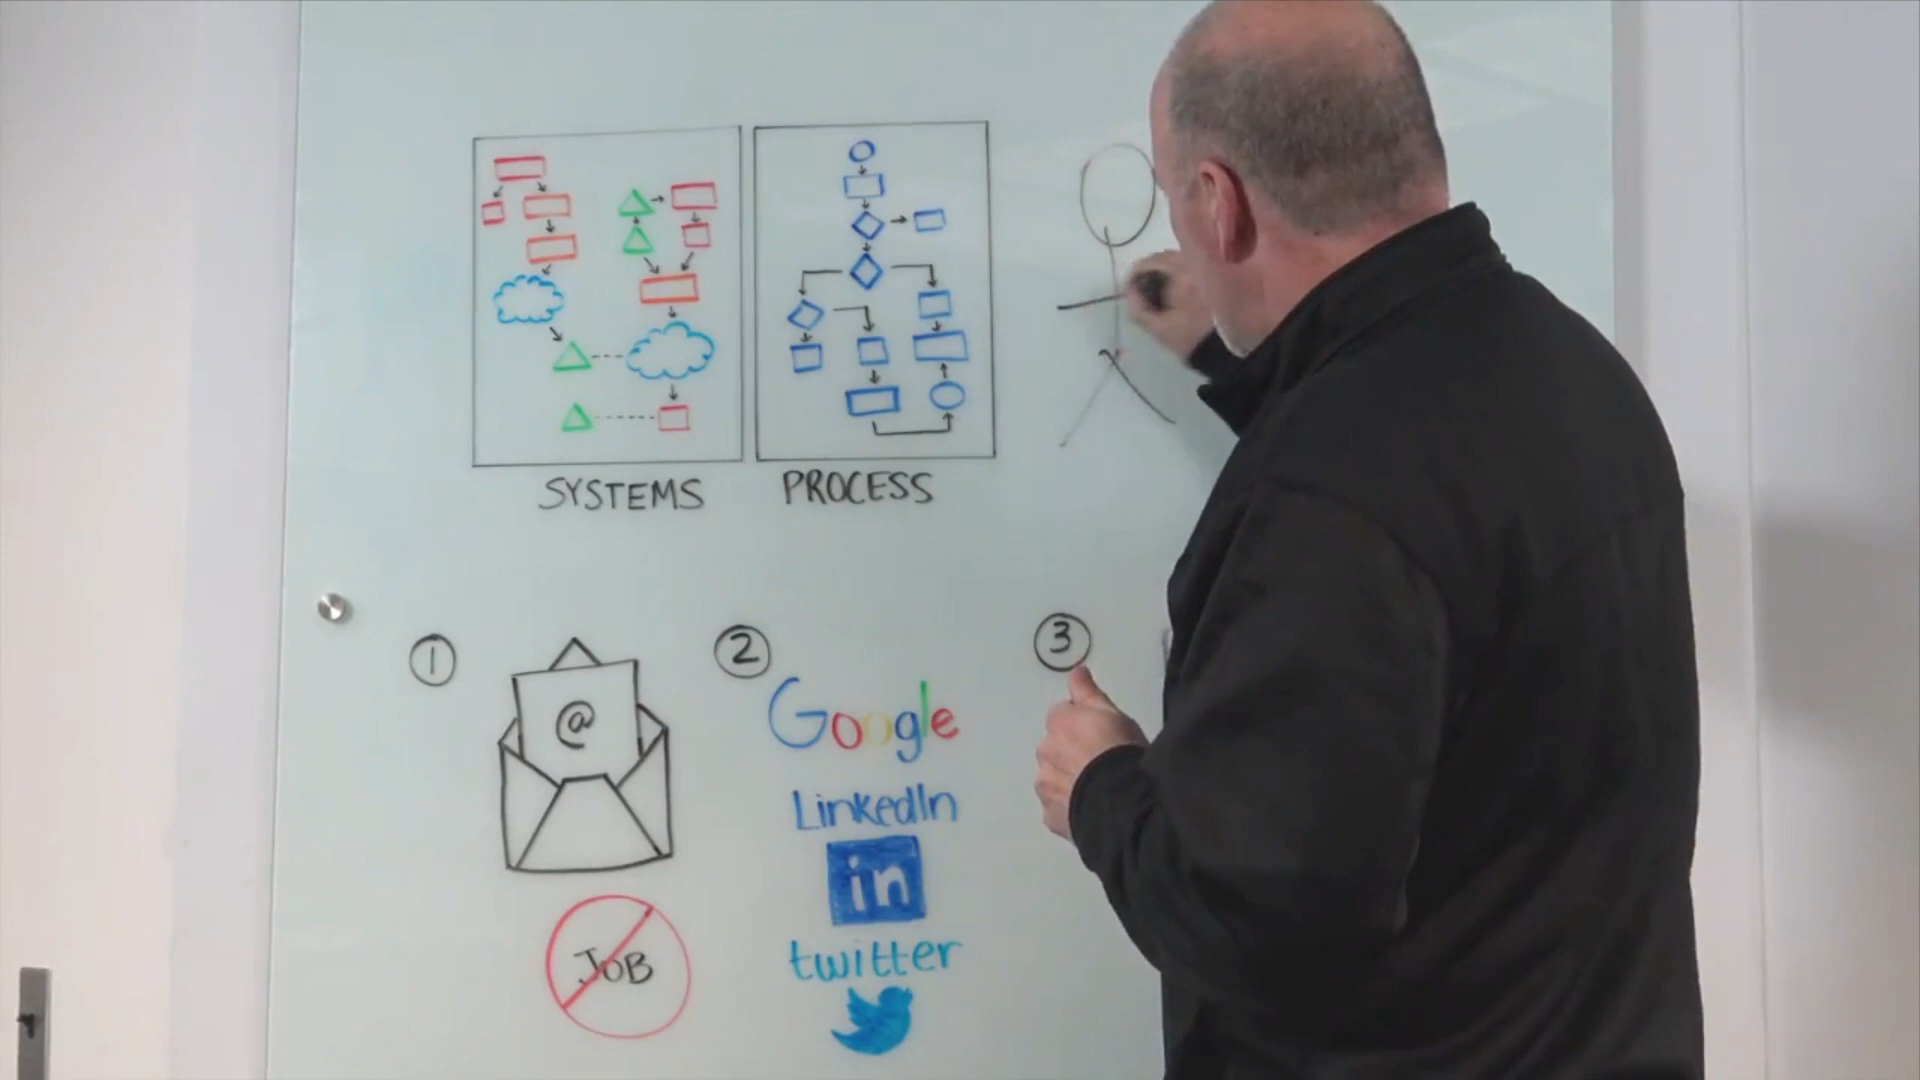 SYSTEMS
PROCESS
1
@
JOB
2
Google
LinkedIn
in
twitter
3